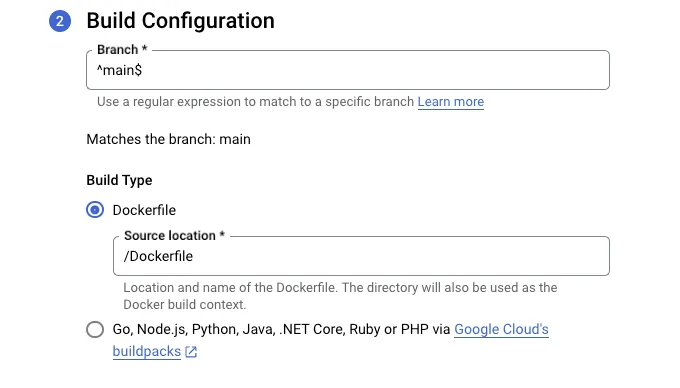 2 Build Configuration
Branch *
^main$
Use a regular expression to match to a specific branch Learn more
Matches the branch: main
Build Type
Dockerfile
Source location *
/Dockerfile
Location and name of the Dockerfile. The directory will also be used as the
Docker build context.
Go, Node.js, Python, Java, .NET Core, Ruby or PHP via Google Cloud's
buildpacks